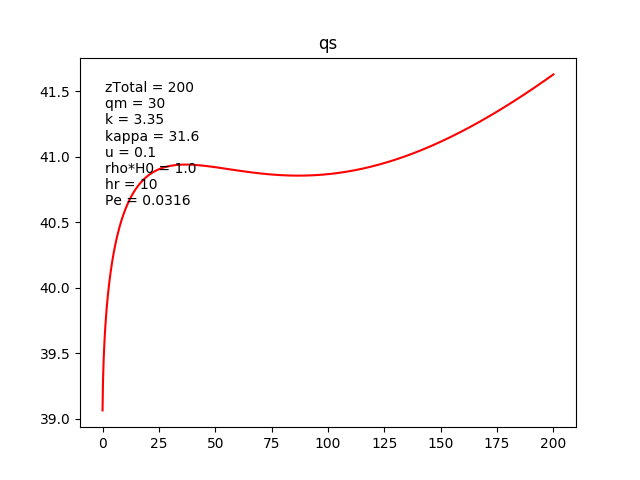 qs
zTotal = 200
qm = 30
k = 3.35
kappa = 31.6
u = 0.1
rho*H0 = 1.0
hr = 10
Pe = 0.0316
41.5
41.0
40.5
40.0
39.5
39.0
0 25 50 75 100 125 150 175 200